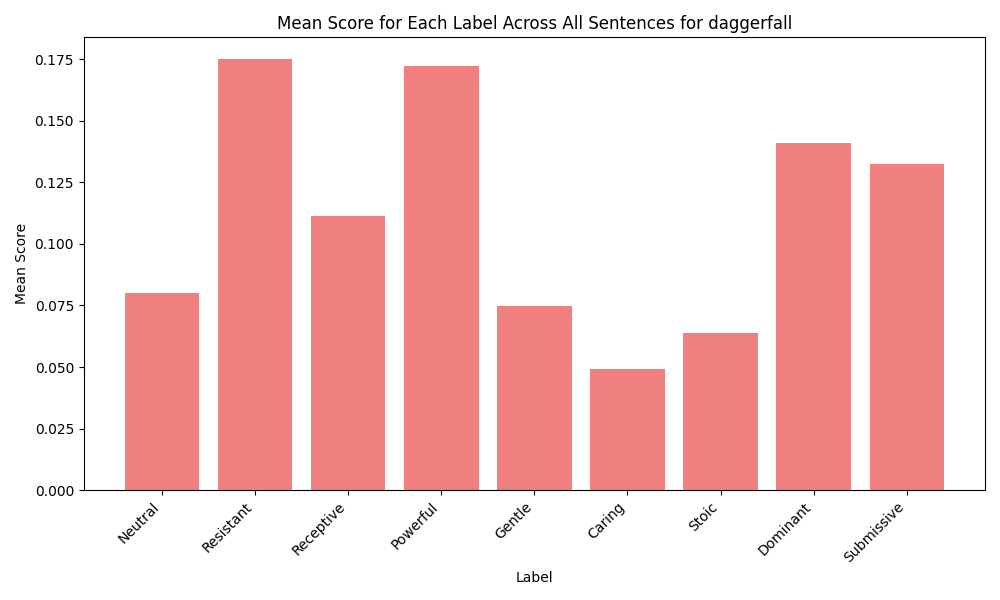 Mean Score for Each Label Across All Sentences for daggerfall
Mean Score
0.175
0.150
0.125
0.100
0.075
0.050
0.025
0.000
Neutral
Resistant
Receptive
Powerful
Gentle
Caring
Stoic
Dominant
Submissive
Label